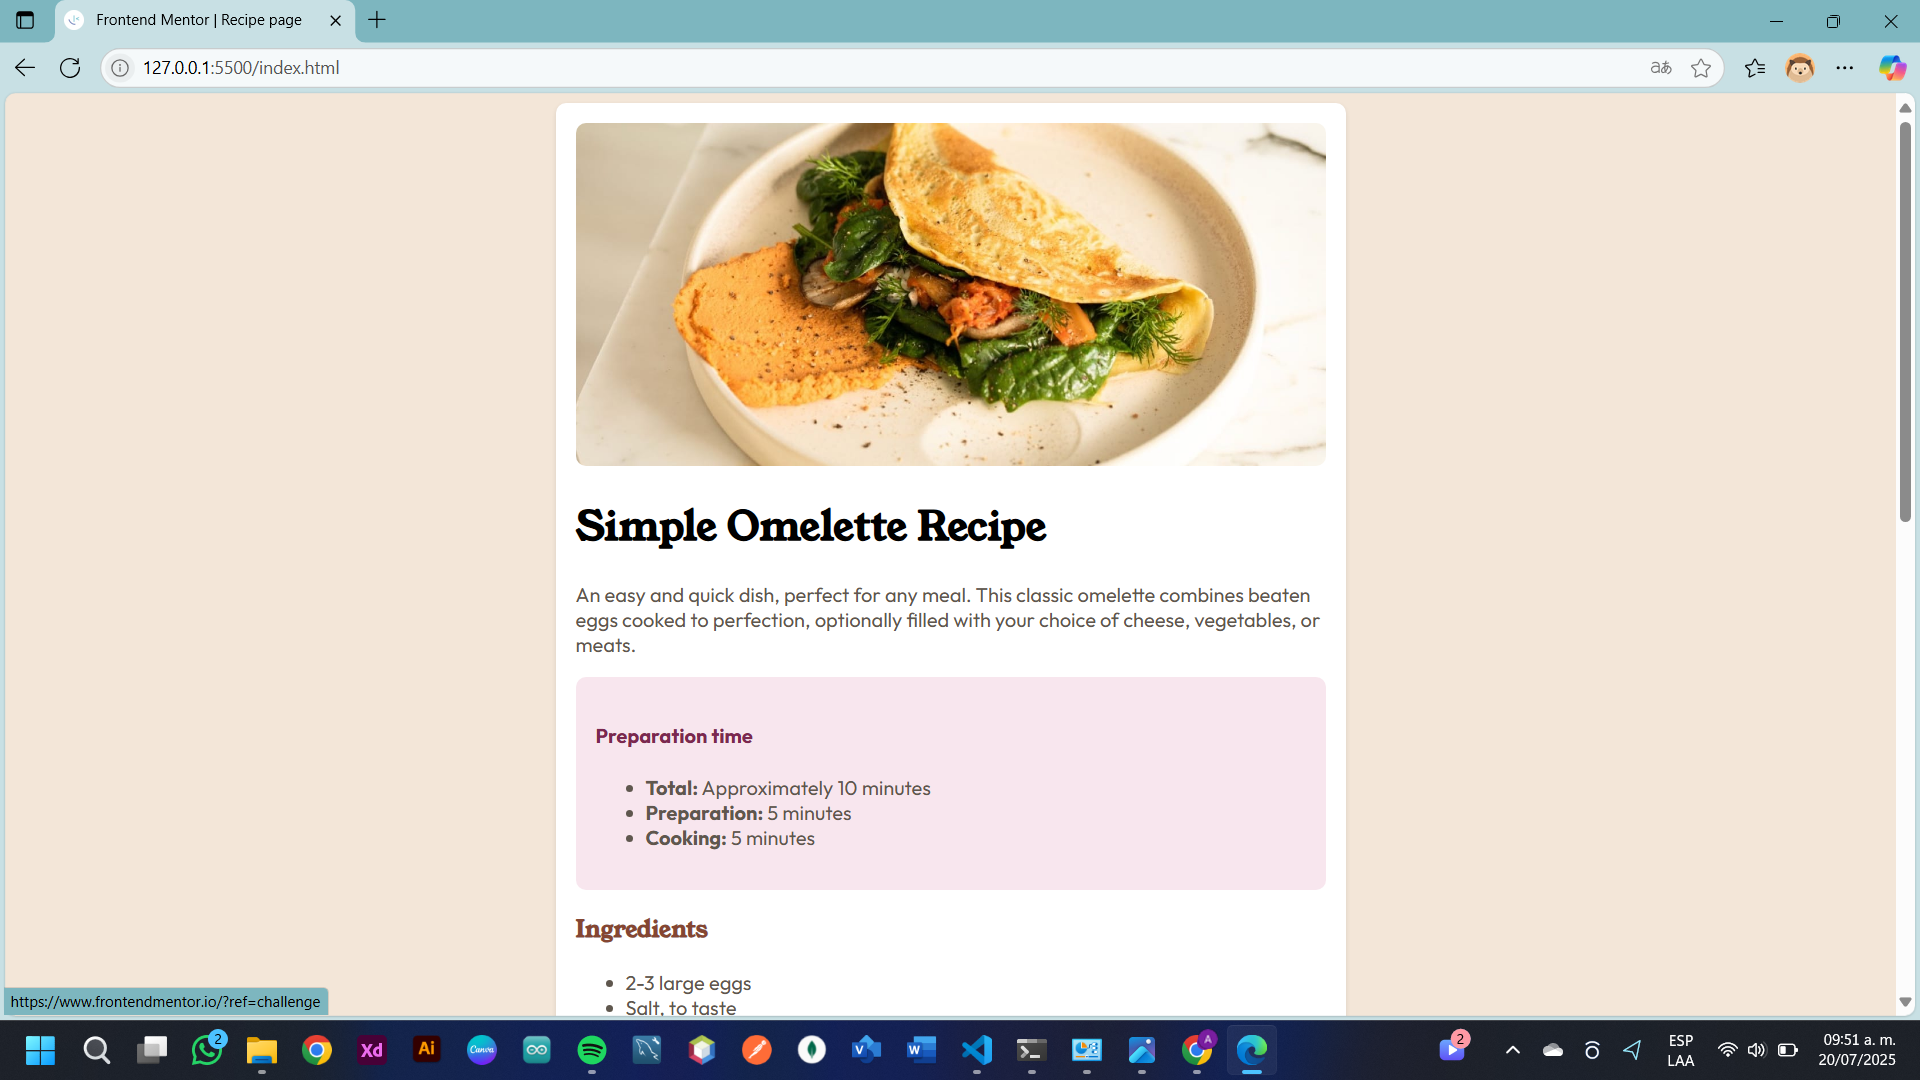 Frontend Mentor | Recipe page
127.0.0.1:5500/index.html
aあ
Simple Omelette Recipe
An easy and quick dish, perfect for any meal. This classic omelette combines beaten
eggs cooked to perfection, optionally filled with your choice of cheese, vegetables, or
meats.
Preparation time
Total: Approximately 10 minutes
Preparation: 5 minutes
Cooking: 5 minutes
Ingredients
2-3 large eggs
Salt, to taste
https://www.frontendmentor.io/?ref=challenge
2
Xd
Ai
Canva
V
W
A
2
ESP
LAA
09:51 a. m.
20/07/2025